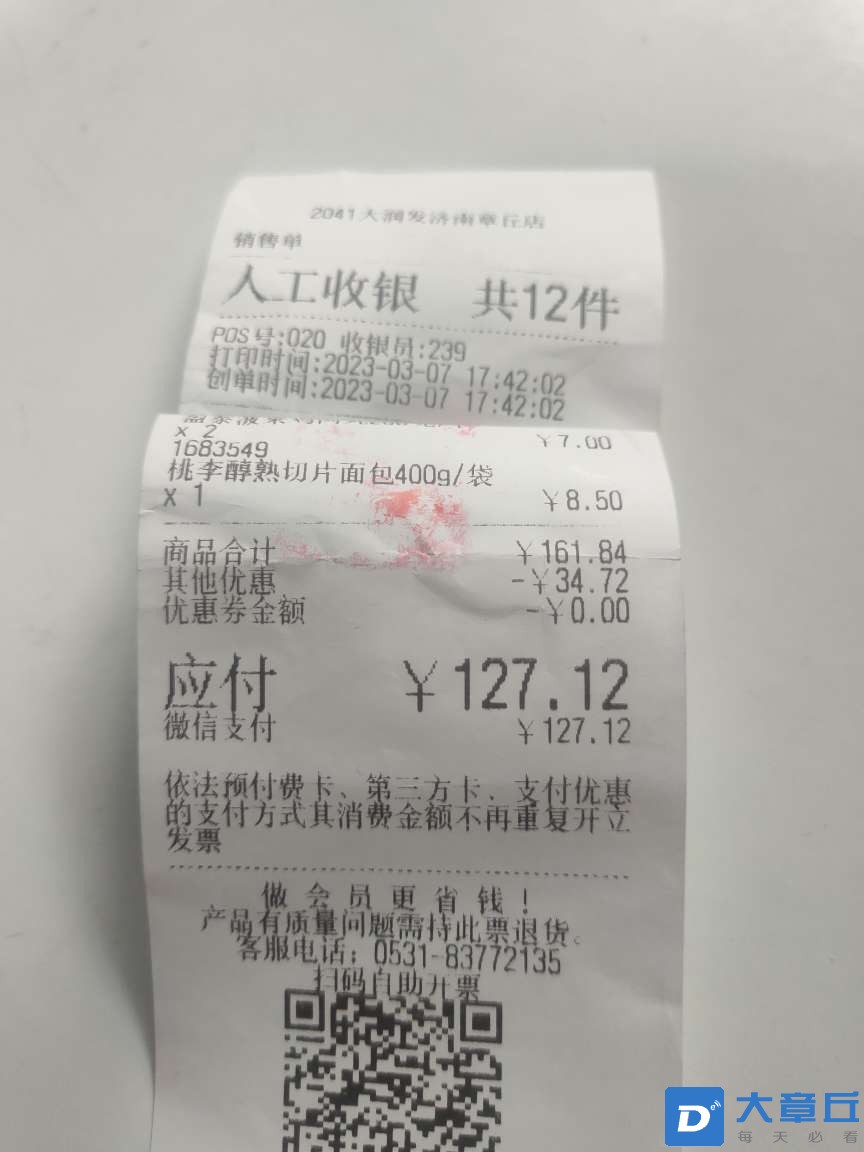 2041大润发济南章丘店
销售单
人工收银 共12件
POS号:020 收银员:239
打印时间:2023-03-07 17:42:02
创单时间:2023-03-07 17:42:02
x 2 ￥7.00
1683549
桃李醇熟切片面包400g/袋
x 1 ￥8.50
商品合计 ￥161.84
其他优惠 -￥34.72
优惠券金额 -￥0.00
应付 ￥127.12
微信支付 ￥127.12
依法预付费卡、第三方卡、支付优惠
的支付方式其消费金额不再重复开立
发票
做会员更省钱!
产品有质量问题需持此票退货。
客服电话: 0531-83772135
扫码自助开票
大章丘
每天必看